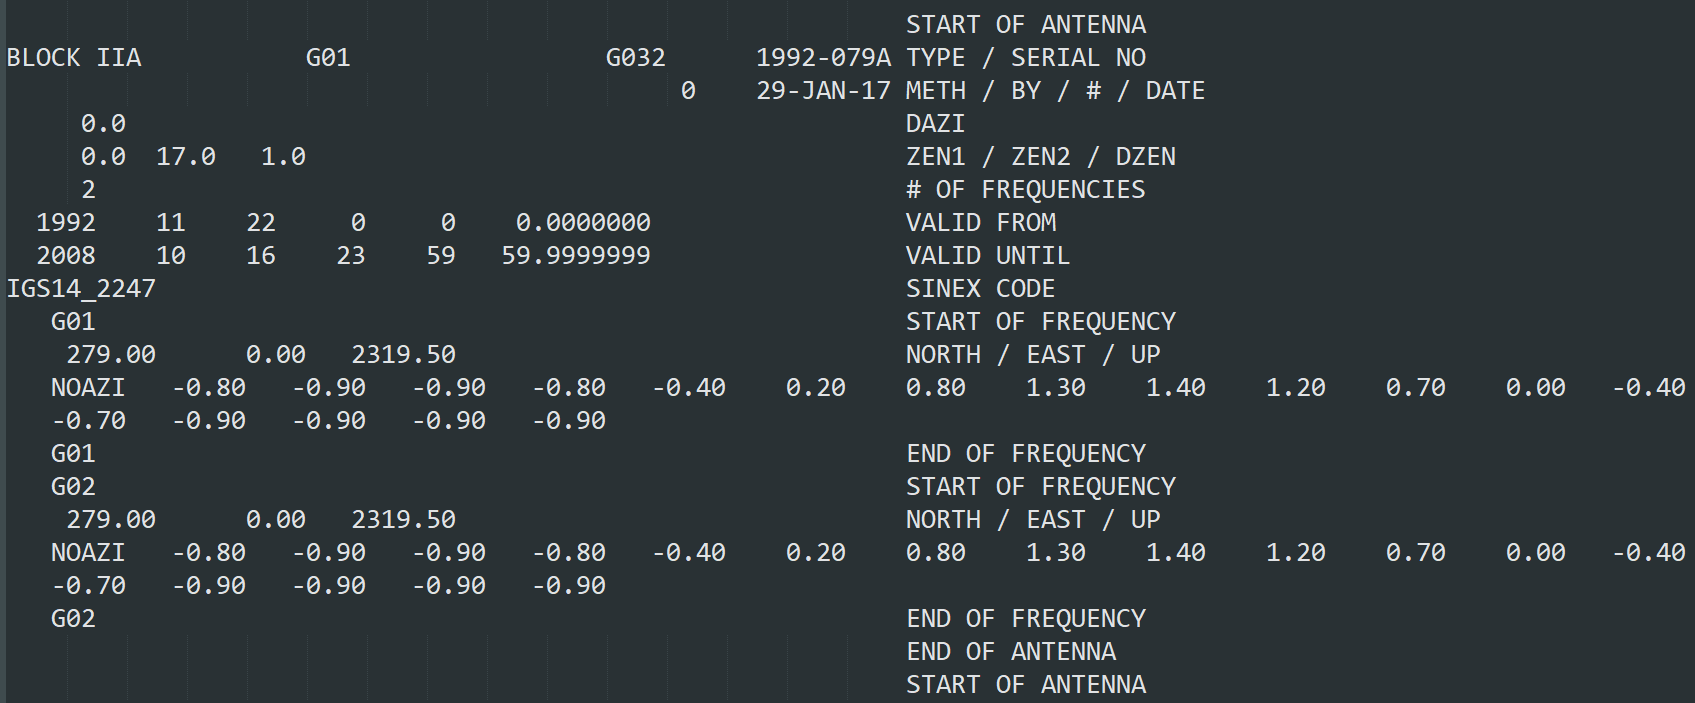 START OF ANTENNA
BLOCK IIA           G01                 G032      1992-079A TYPE / SERIAL NO
                                             0    29-JAN-17 METH / BY / # / DATE
     0.0                                                    DAZI
     0.0  17.0   1.0                                        ZEN1 / ZEN2 / DZEN
     2                                                      # OF FREQUENCIES
  1992    11    22     0     0    0.0000000                 VALID FROM
  2008    10    16    23    59   59.9999999                 VALID UNTIL
IGS14_2247                                                  SINEX CODE
   G01                                                      START OF FREQUENCY
    279.00      0.00   2319.50                              NORTH / EAST / UP
   NOAZI   -0.80   -0.90   -0.90   -0.80   -0.40    0.20    0.80    1.30    1.40    1.20    0.70    0.00   -0.40
   -0.70   -0.90   -0.90   -0.90   -0.90
   G01                                                      END OF FREQUENCY
   G02                                                      START OF FREQUENCY
    279.00      0.00   2319.50                              NORTH / EAST / UP
   NOAZI   -0.80   -0.90   -0.90   -0.80   -0.40    0.20    0.80    1.30    1.40    1.20    0.70    0.00   -0.40
   -0.70   -0.90   -0.90   -0.90   -0.90
   G02                                                      END OF FREQUENCY
                                                            END OF ANTENNA
                                                            START OF ANTENNA